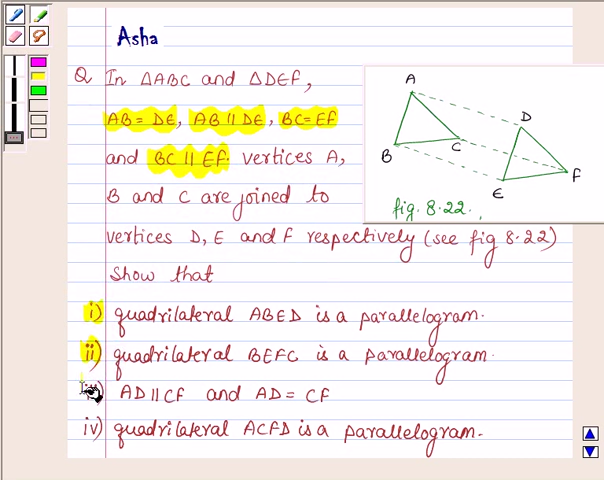 Asha
Q In △ABC and △DEF,
AB = DE, AB || DE, BC = EF
and BC || EF. vertices A,
B and C are joined to
vertices D, E and F respectively (see fig 8.22)
Show that
i) quadrilateral ABED is a parallelogram.
ii) quadrilateral BEFC is a parallelogram.
AD || CF and AD = CF
iv) quadrilateral ACFD is a parallelogram.
A
D
B
C
E
F
fig. 8.22.